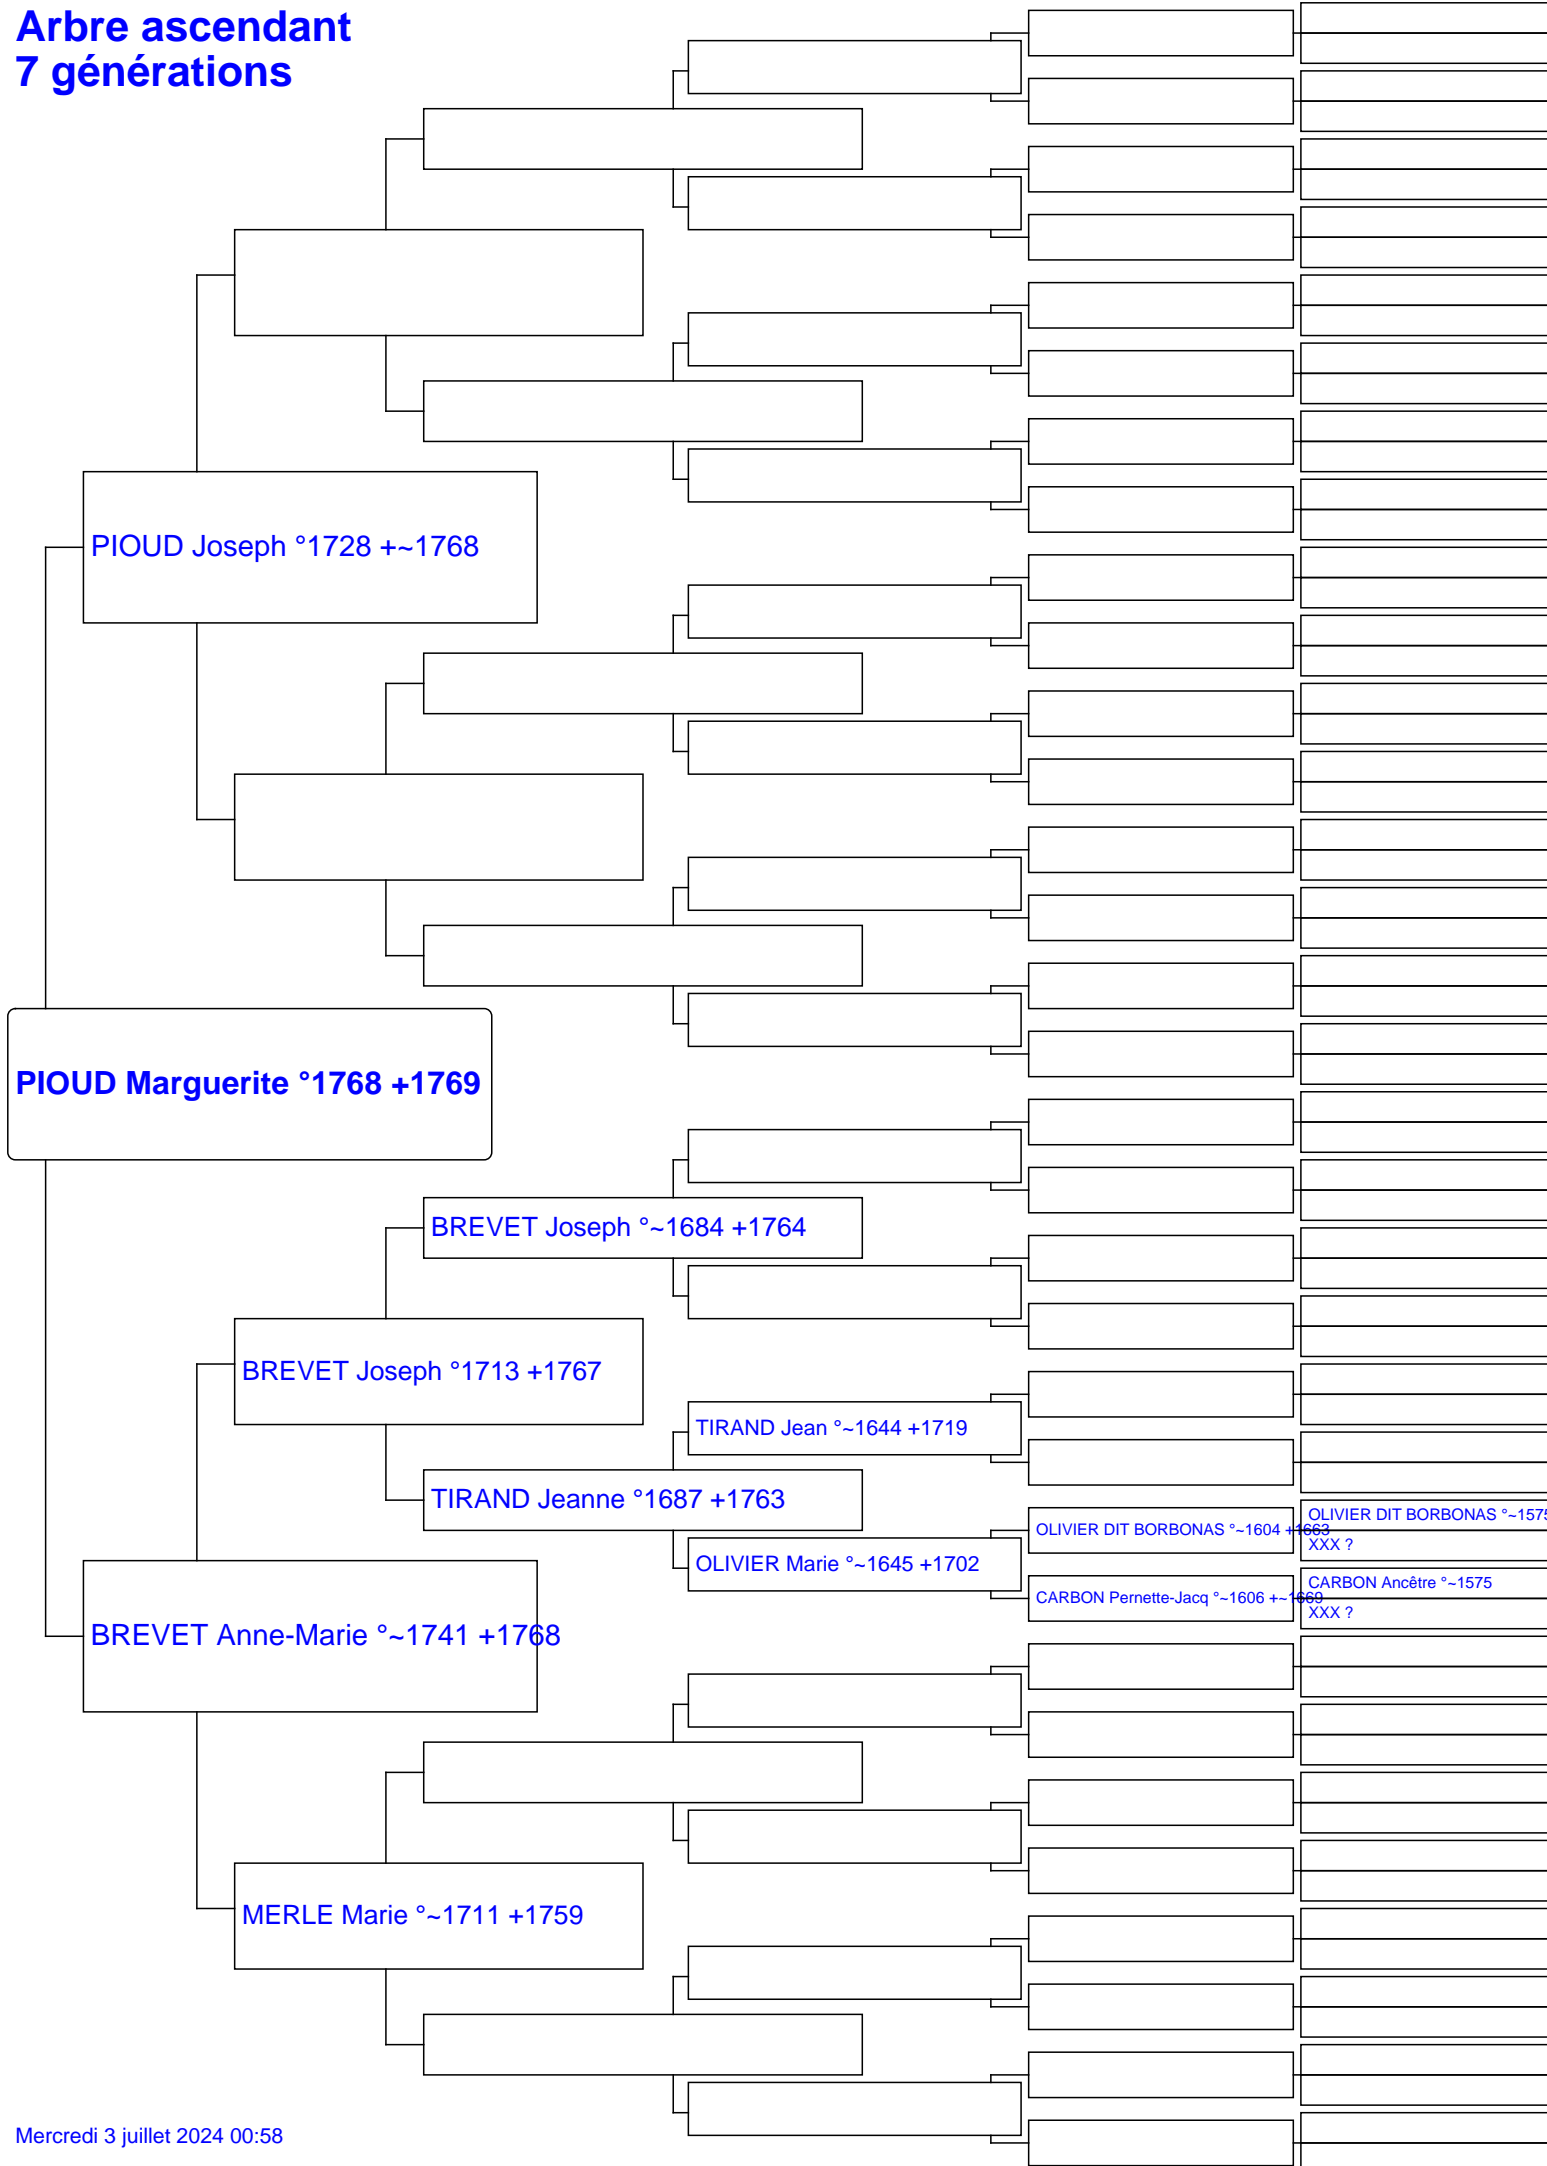 Arbre ascendant
7 générations
PIOUD Joseph °1728 +~1768
PIOUD Marguerite °1768 +1769
BREVET Joseph °~1684 +1764
BREVET Joseph °1713 +1767
TIRAND Jean °~1644 +1719
TIRAND Jeanne °1687 +1763
OLIVIER DIT BORBONAS °~1604 +1663
OLIVIER DIT BORBONAS °~1575
XXX ?
OLIVIER Marie °~1645 +1702
CARBON Pernette-Jacq °~1606 +~1669
CARBON Ancêtre °~1575
XXX ?
BREVET Anne-Marie °~1741 +1768
MERLE Marie °~1711 +1759
Mercredi 3 juillet 2024 00:58